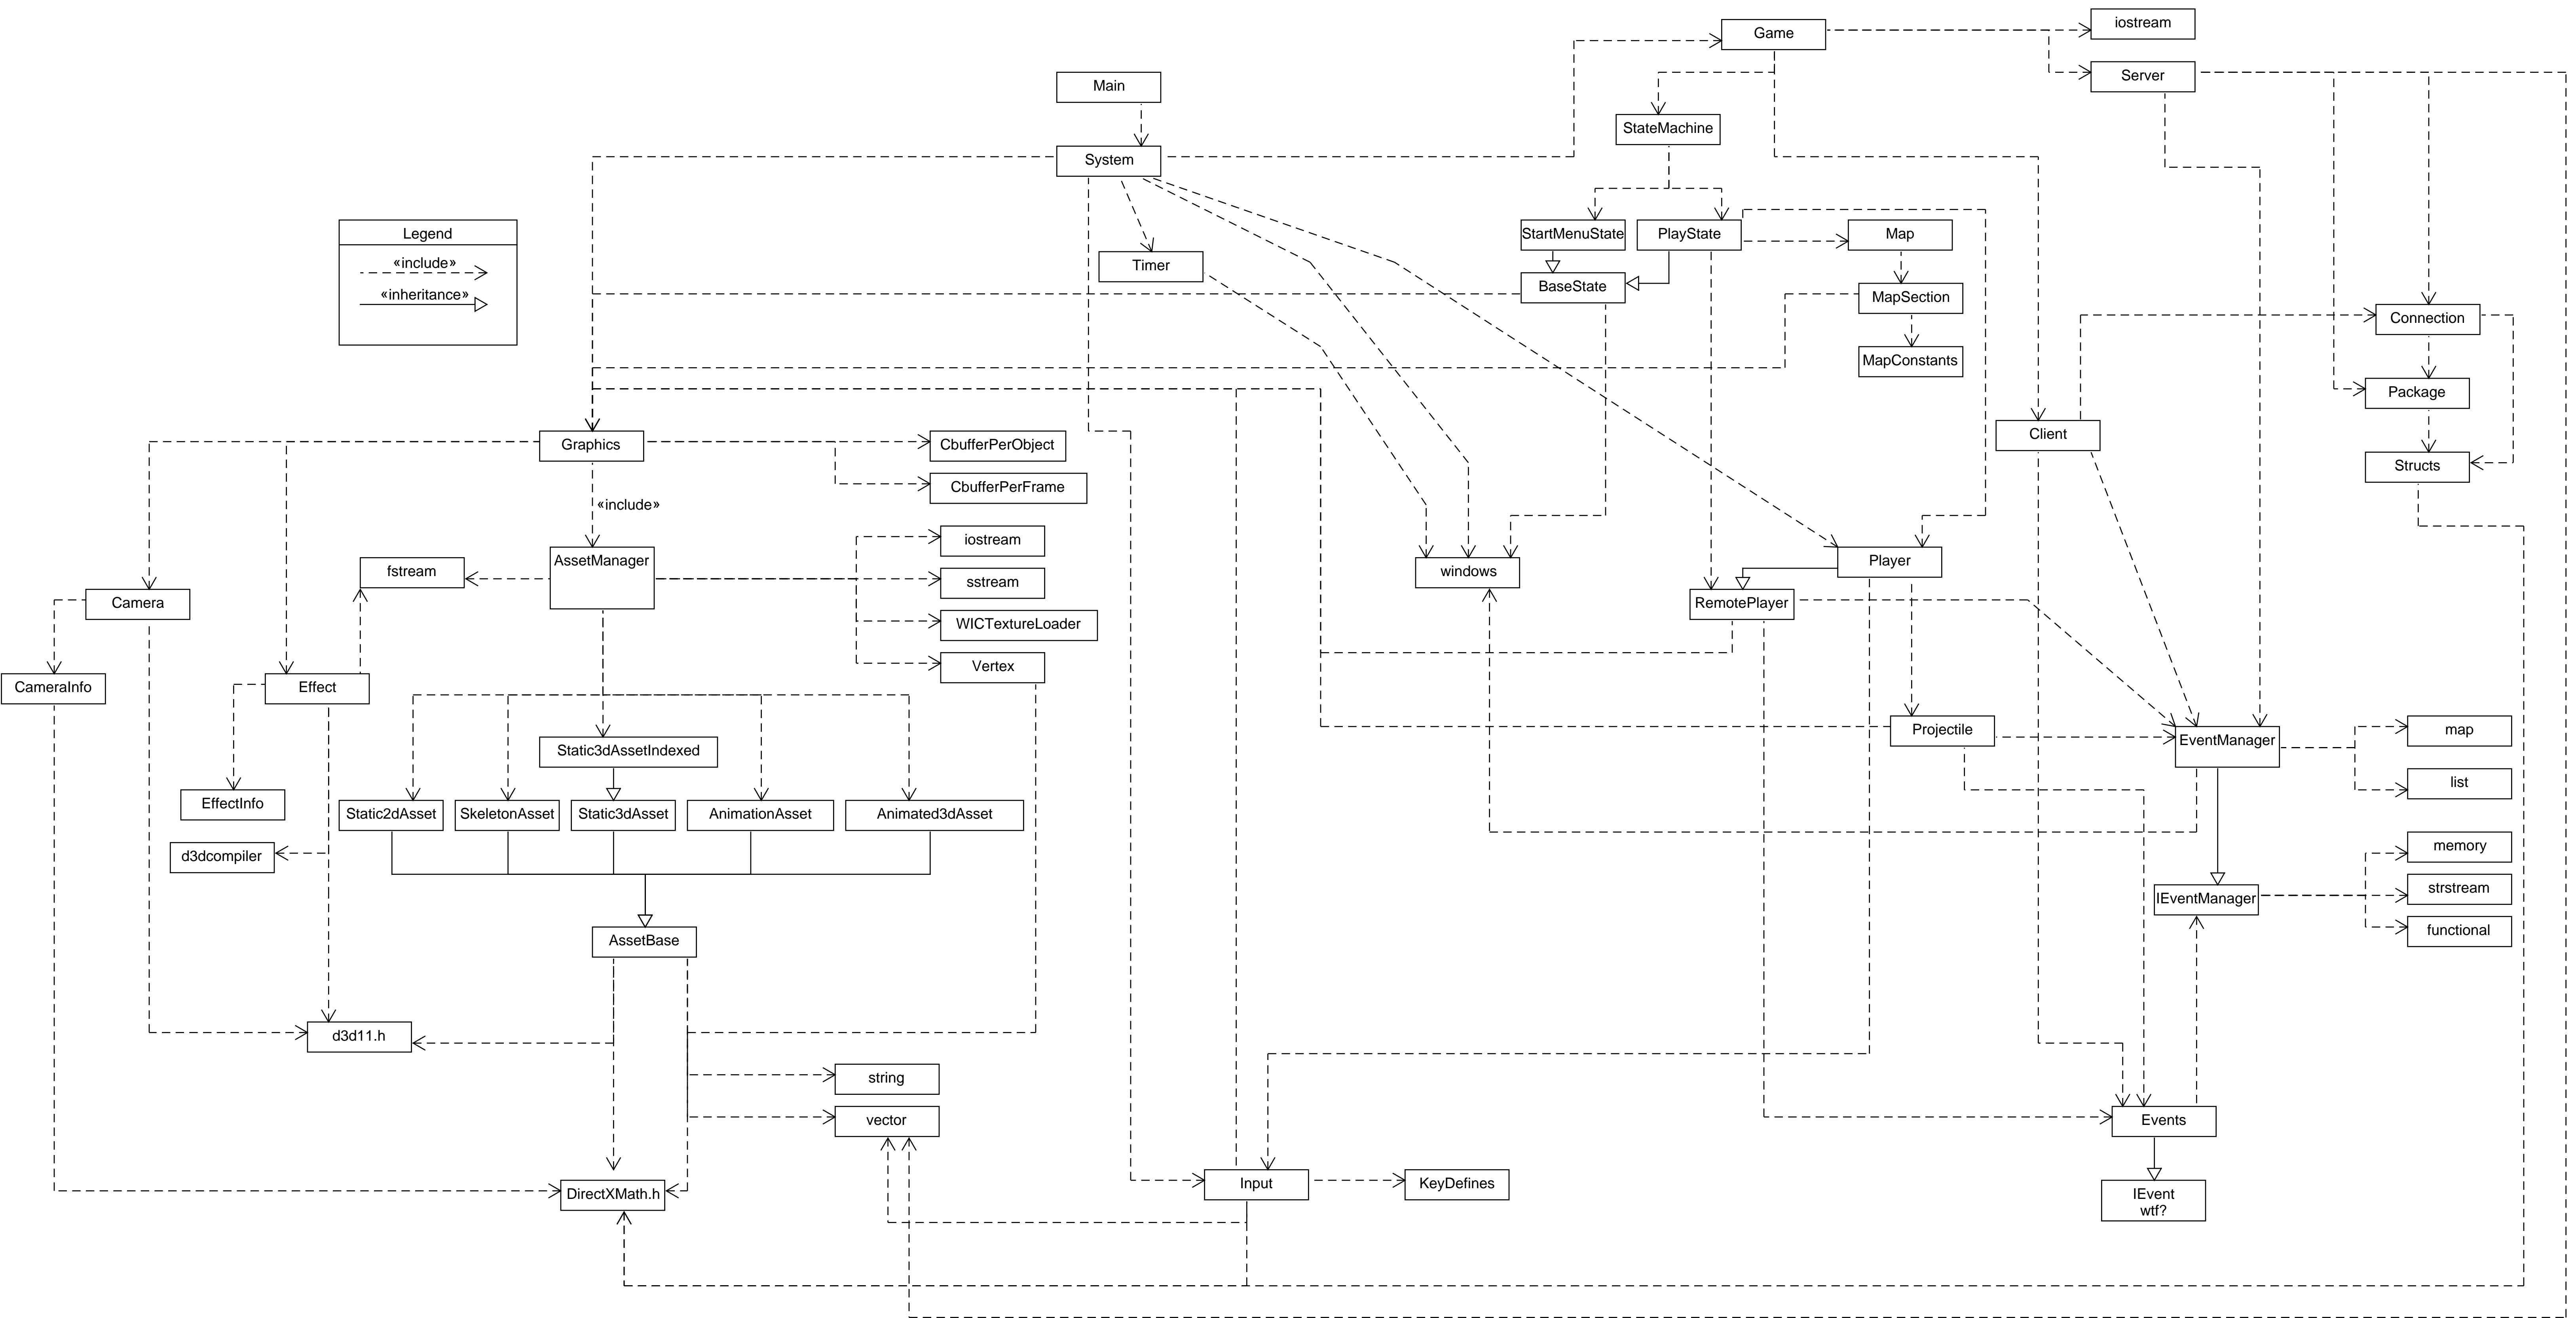 iostream
Game
Server
Main
StateMachine
System
Legend
«include»
«inheritance»
StartMenuState
PlayState
Map
Timer
BaseState
MapSection
Connection
MapConstants
Package
Client
Graphics
CbufferPerObject
Structs
CbufferPerFrame
«include»
iostream
AssetManager
Player
fstream
windows
sstream
Camera
RemotePlayer
WICTextureLoader
Vertex
CameraInfo
Effect
Projectile
map
EventManager
Static3dAssetIndexed
list
EffectInfo
Static2dAsset
SkeletonAsset
Static3dAsset
AnimationAsset
Animated3dAsset
memory
d3dcompiler
strstream
IEventManager
functional
AssetBase
d3d11.h
string
vector
Events
Input
KeyDefines
DirectXMath.h
IEvent
wtf?